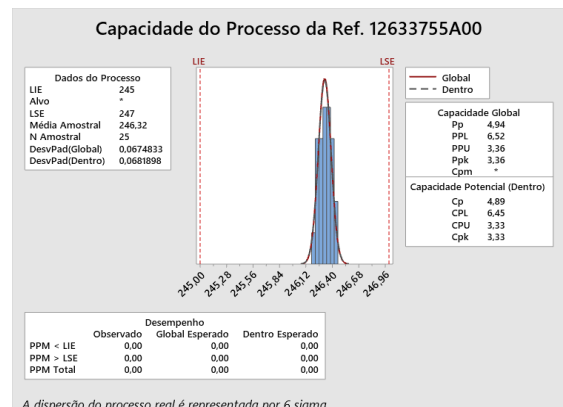 Capacidade do Processo da Ref. 12633755A00
LIE LSE
Dados do Processo
LIE 245
Alvo *
LSE 247
Média Amostral 246,32
N Amostral 25
DesvPad(Global) 0,0674833
DesvPad(Dentro) 0,0681898
Global
Dentro
Capacidade Global
Pp 4,94
PPL 6,52
PPU 3,36
Ppk 3,36
Cpm *
Capacidade Potencial (Dentro)
Cp 4,89
CPL 6,45
CPU 3,33
Cpk 3,33
245,00 245,28 245,56 245,84 246,12 246,40 246,68 246,96
Desempenho
Observado Global Esperado Dentro Esperado
PPM < LIE 0,00 0,00 0,00
PPM > LSE 0,00 0,00 0,00
PPM Total 0,00 0,00 0,00
A dispersão do processo real é representada por 6 sigma.